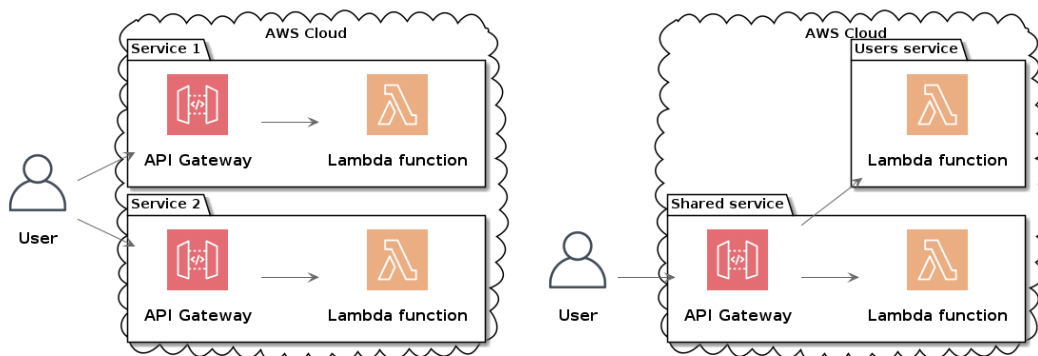 AWS Cloud
Service 1
API Gateway
Lambda function
User
Service 2
API Gateway
Lambda function
AWS Cloud
Users service
Lambda function
Shared service
User
API Gateway
Lambda function